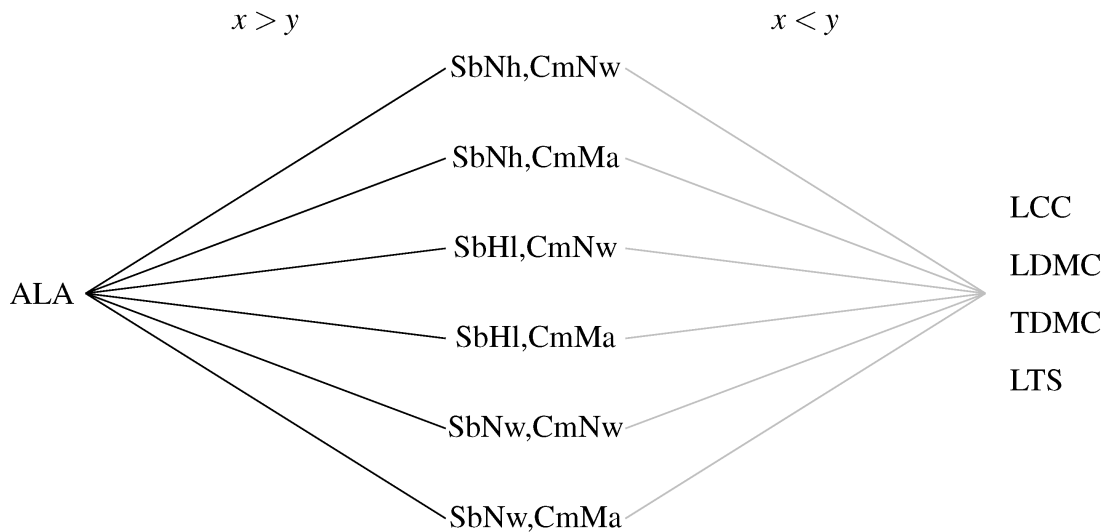 x > y
x < y
SbNh,CmNw
SbNh,CmMa
SbHl,CmNw
SbHl,CmMa
SbNw,CmNw
SbNw,CmMa
ALA
LCC
LDMC
TDMC
LTS